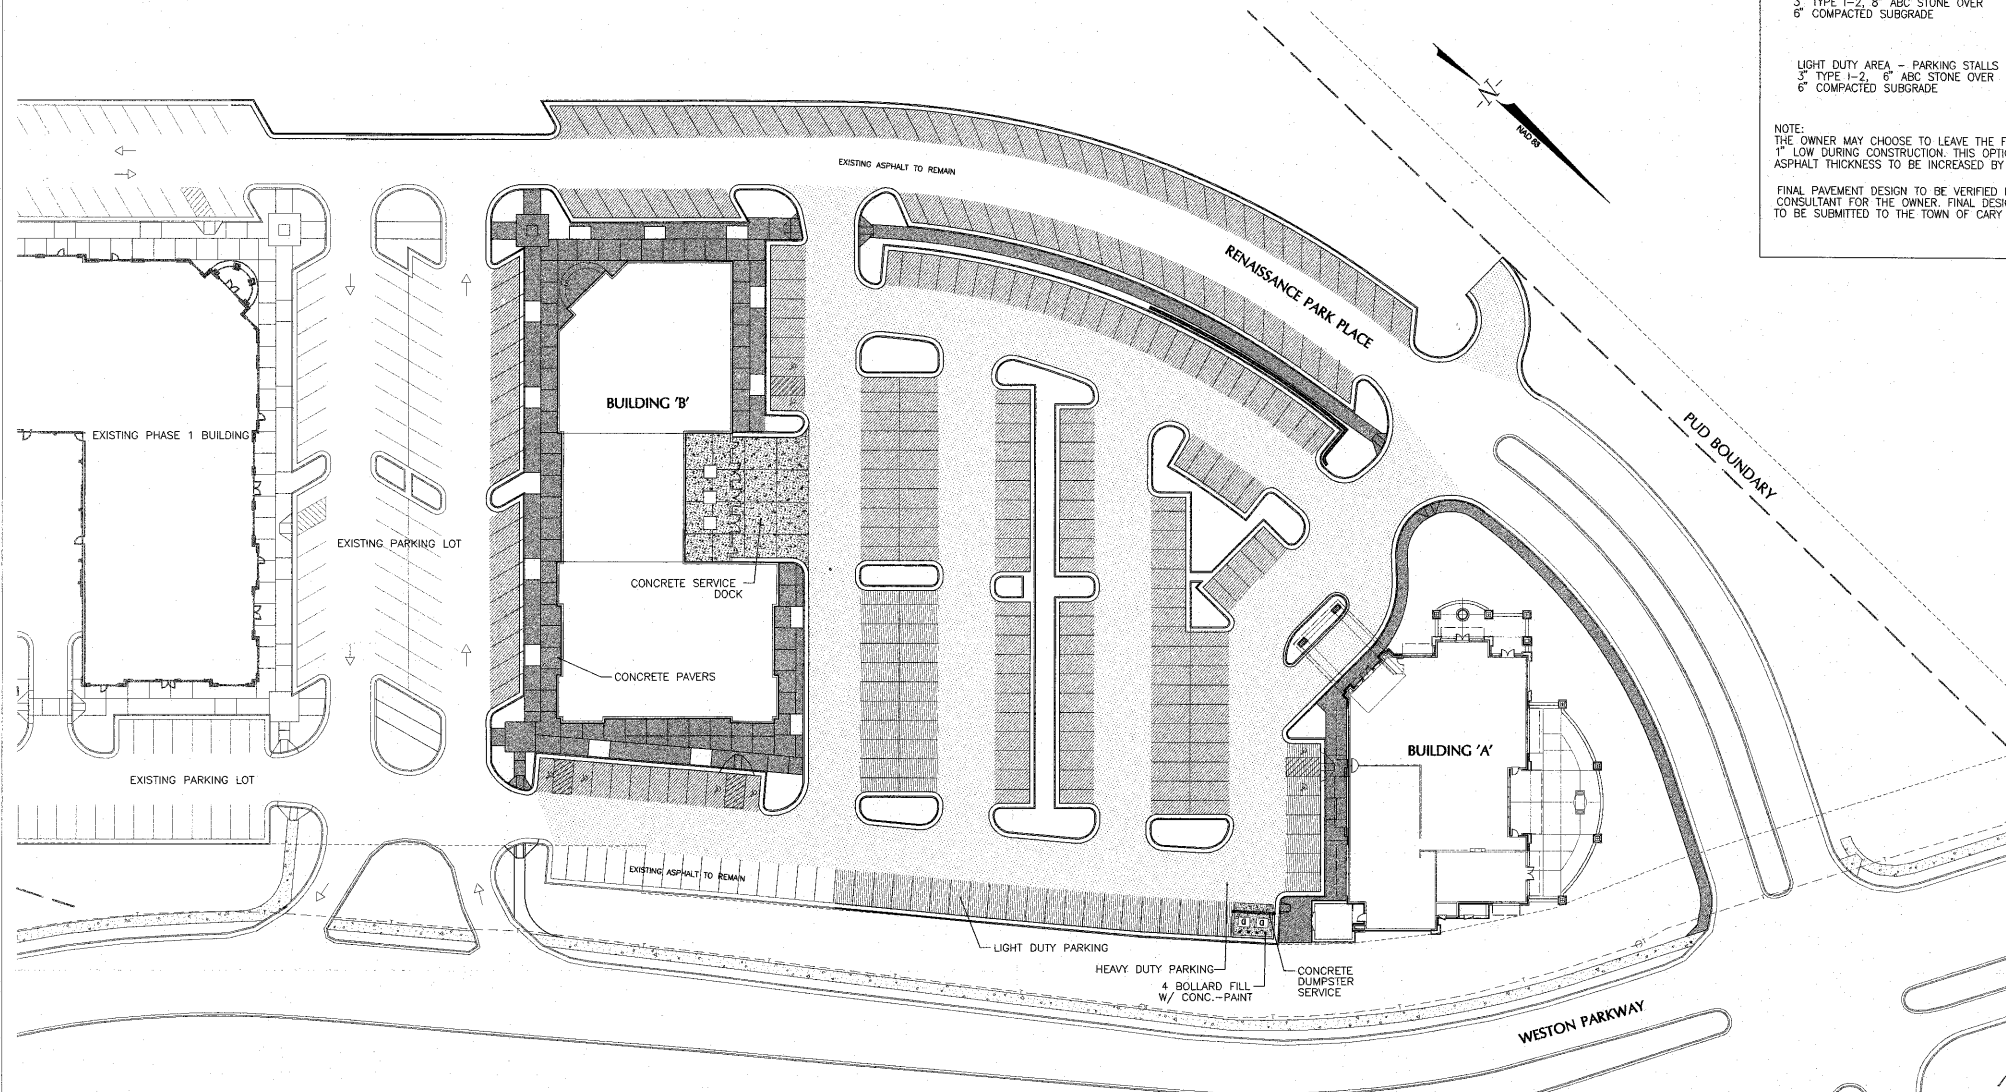 3" TYPE I-2, 8" ABC STONE OVER
6" COMPACTED SUBGRADE
LIGHT DUTY AREA - PARKING STALLS
3" TYPE I-2, 6" ABC STONE OVER
6" COMPACTED SUBGRADE
NOTE:
THE OWNER MAY CHOOSE TO LEAVE THE F
1" LOW DURING CONSTRUCTION. THIS OPTI
ASPHALT THICKNESS TO BE INCREASED BY
FINAL PAVEMENT DESIGN TO BE VERIFIED
CONSULTANT FOR THE OWNER. FINAL DESI
TO BE SUBMITTED TO THE TOWN OF CARY
N
NAD 83
EXISTING ASPHALT TO REMAIN
RENAISSANCE PARK PLACE
PUD BOUNDARY
BUILDING 'B'
EXISTING PHASE 1 BUILDING
EXISTING PARKING LOT
CONCRETE SERVICE
DOCK
CONCRETE PAVERS
BUILDING 'A'
EXISTING PARKING LOT
EXISTING ASPHALT TO REMAIN
LIGHT DUTY PARKING
HEAVY DUTY PARKING
4 BOLLARD FILL
W/ CONC.-PAINT
CONCRETE
DUMPSTER
SERVICE
D D
WESTON PARKWAY